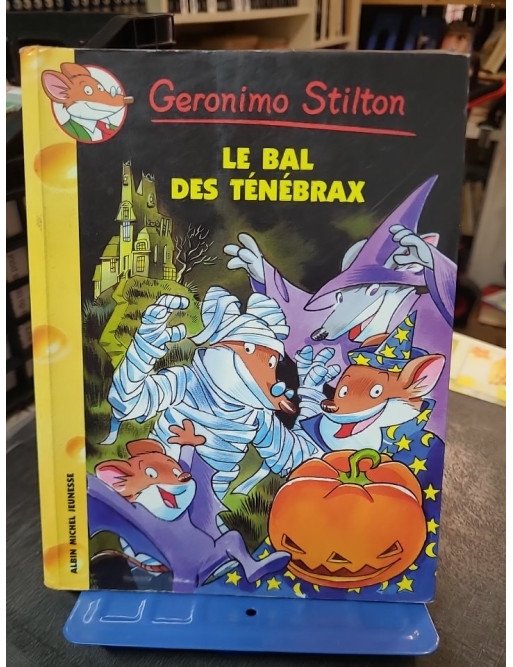 Geronimo Stilton
LE BAL
DES TÉNÉBRAX
ALBIN MICHEL JEUNESSE